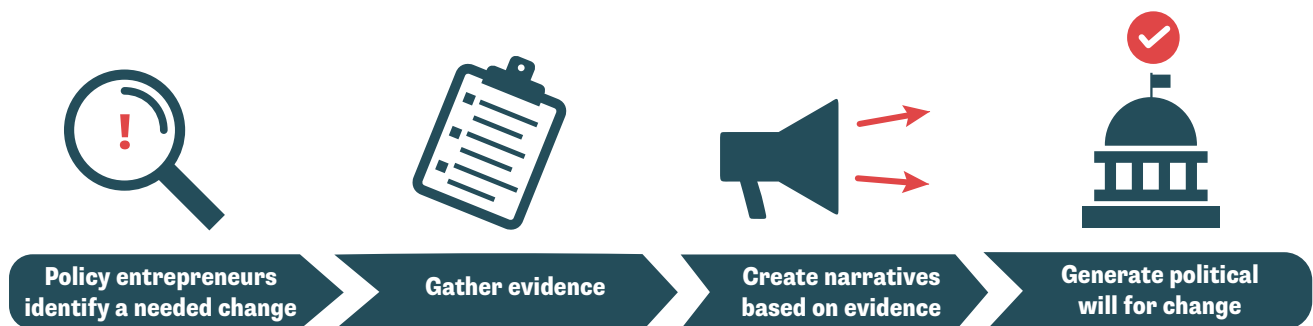 Policy entrepreneurs
identify a needed change
Gather evidence
Create narratives
based on evidence
Generate political
will for change